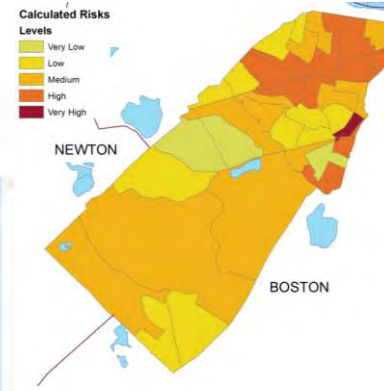 Calculated Risks
Levels
Very Low
Low
Medium
High
Very High
NEWTON
BOSTON